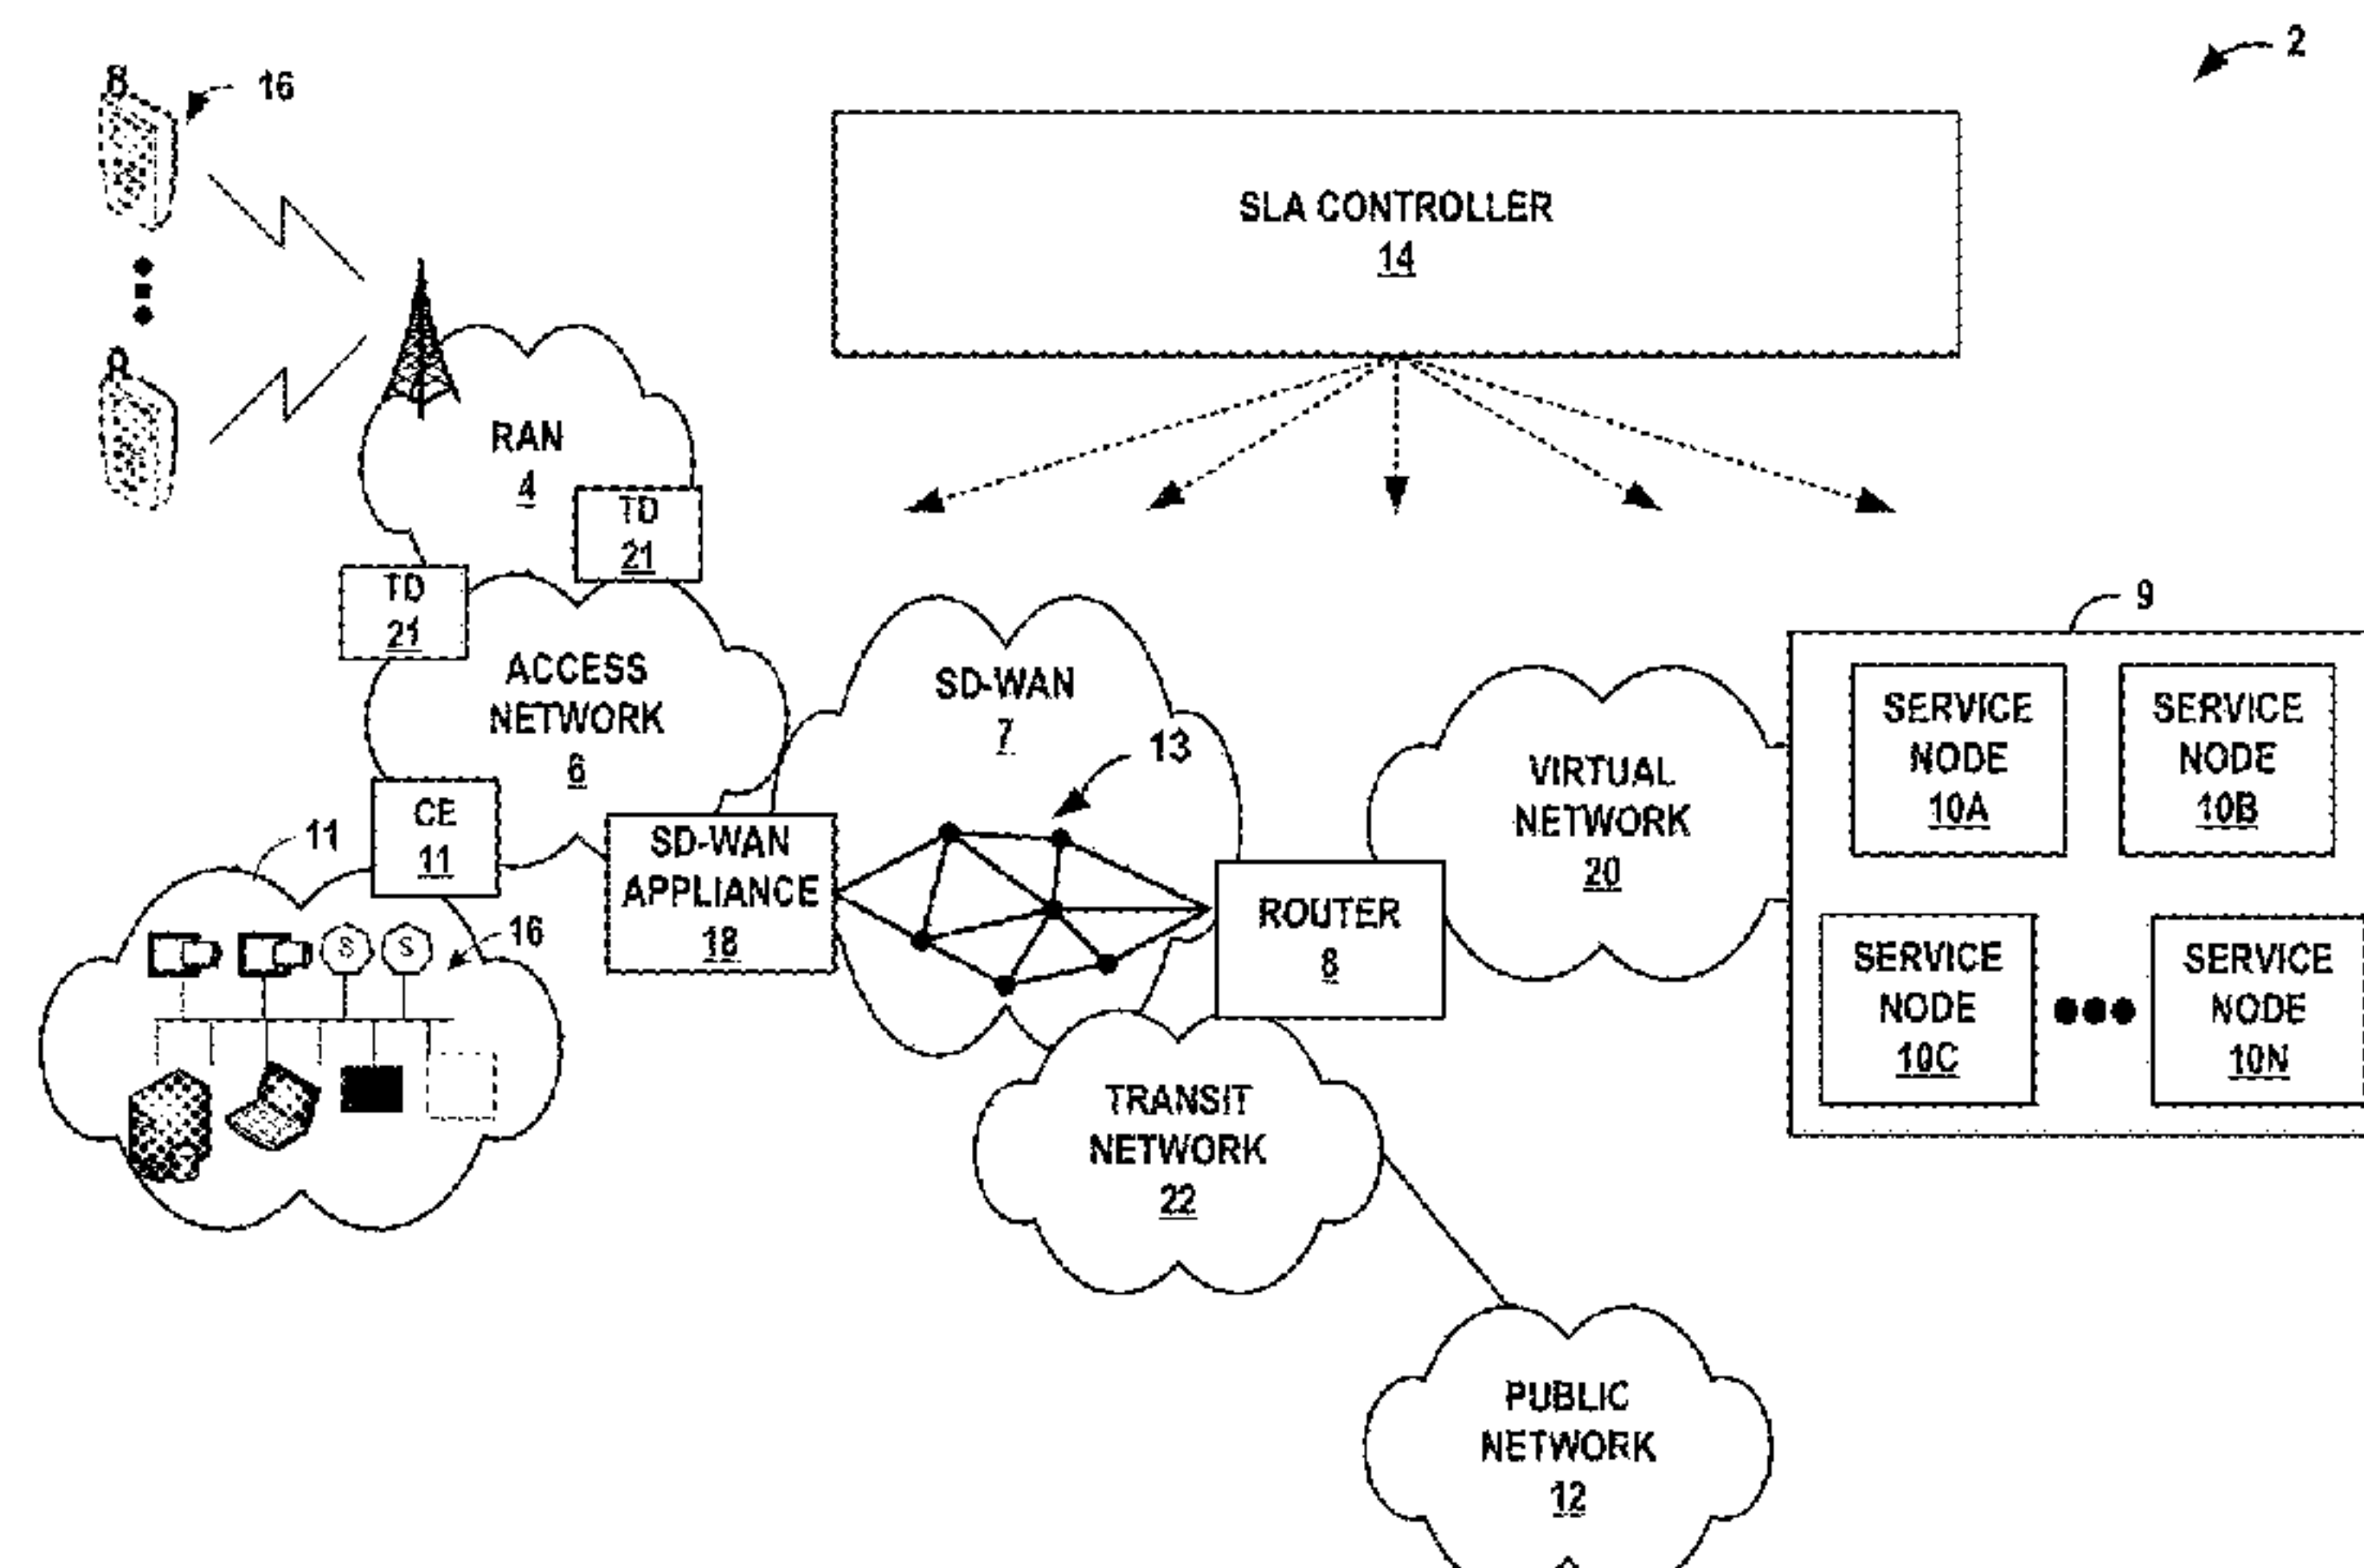 2
16
SLA CONTROLLER
14
RAN
4
TD
21
TD
21
9
ACCESS
NETWORK
6
SD-WAN
7
13
SERVICE
NODE
10A
SERVICE
NODE
10B
VIRTUAL
NETWORK
20
CE
11
11
SD-WAN
APPLIANCE
18
ROUTER
8
S
S
16
SERVICE
NODE
10C
SERVICE
NODE
10N
TRANSIT
NETWORK
22
PUBLIC
NETWORK
12